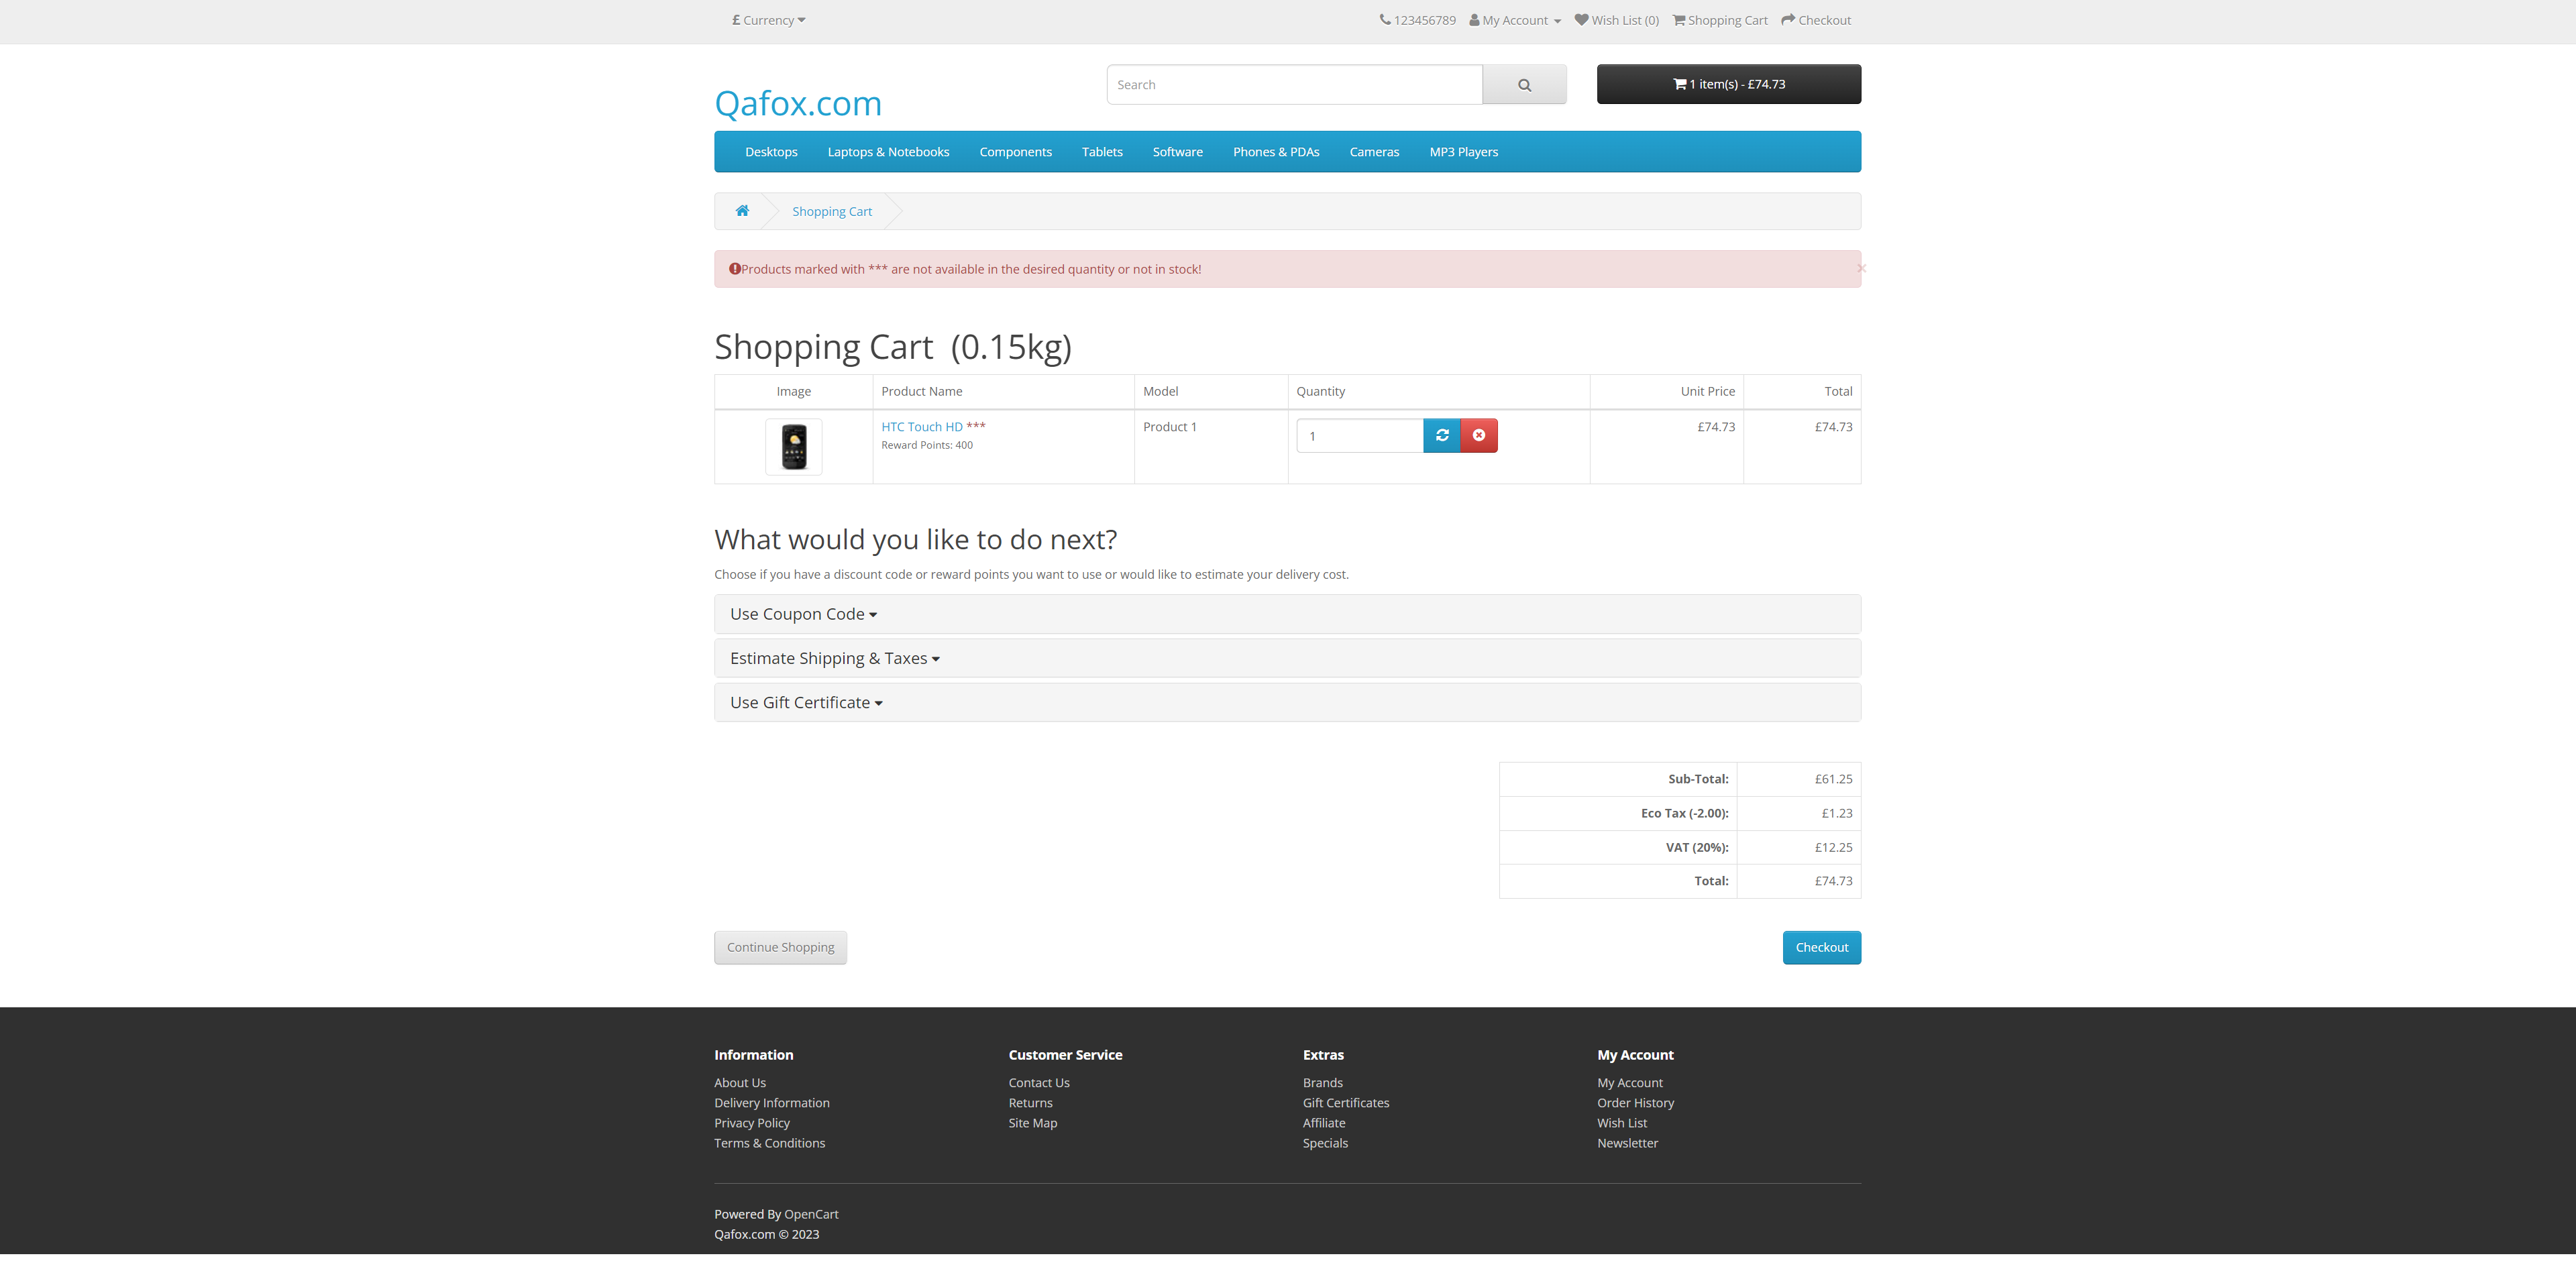 £ Currency
123456789 My Account Wish List (0) Shopping Cart Checkout
Qafox.com
Search
1 item(s) - £74.73
Desktops Laptops & Notebooks Components Tablets Software Phones & PDAs Cameras MP3 Players
Shopping Cart
Products marked with *** are not available in the desired quantity or not in stock!
×
Shopping Cart (0.15kg)
Image Product Name Model Quantity Unit Price Total
HTC Touch HD *** Product 1 1 £74.73 £74.73
Reward Points: 400
What would you like to do next?
Choose if you have a discount code or reward points you want to use or would like to estimate your delivery cost.
Use Coupon Code
Estimate Shipping & Taxes
Use Gift Certificate
Sub-Total: £61.25
Eco Tax (-2.00): £1.23
VAT (20%): £12.25
Total: £74.73
Continue Shopping Checkout
Information Customer Service Extras My Account
About Us Contact Us Brands My Account
Delivery Information Returns Gift Certificates Order History
Privacy Policy Site Map Affiliate Wish List
Terms & Conditions Specials Newsletter
Powered By OpenCart
Qafox.com © 2023